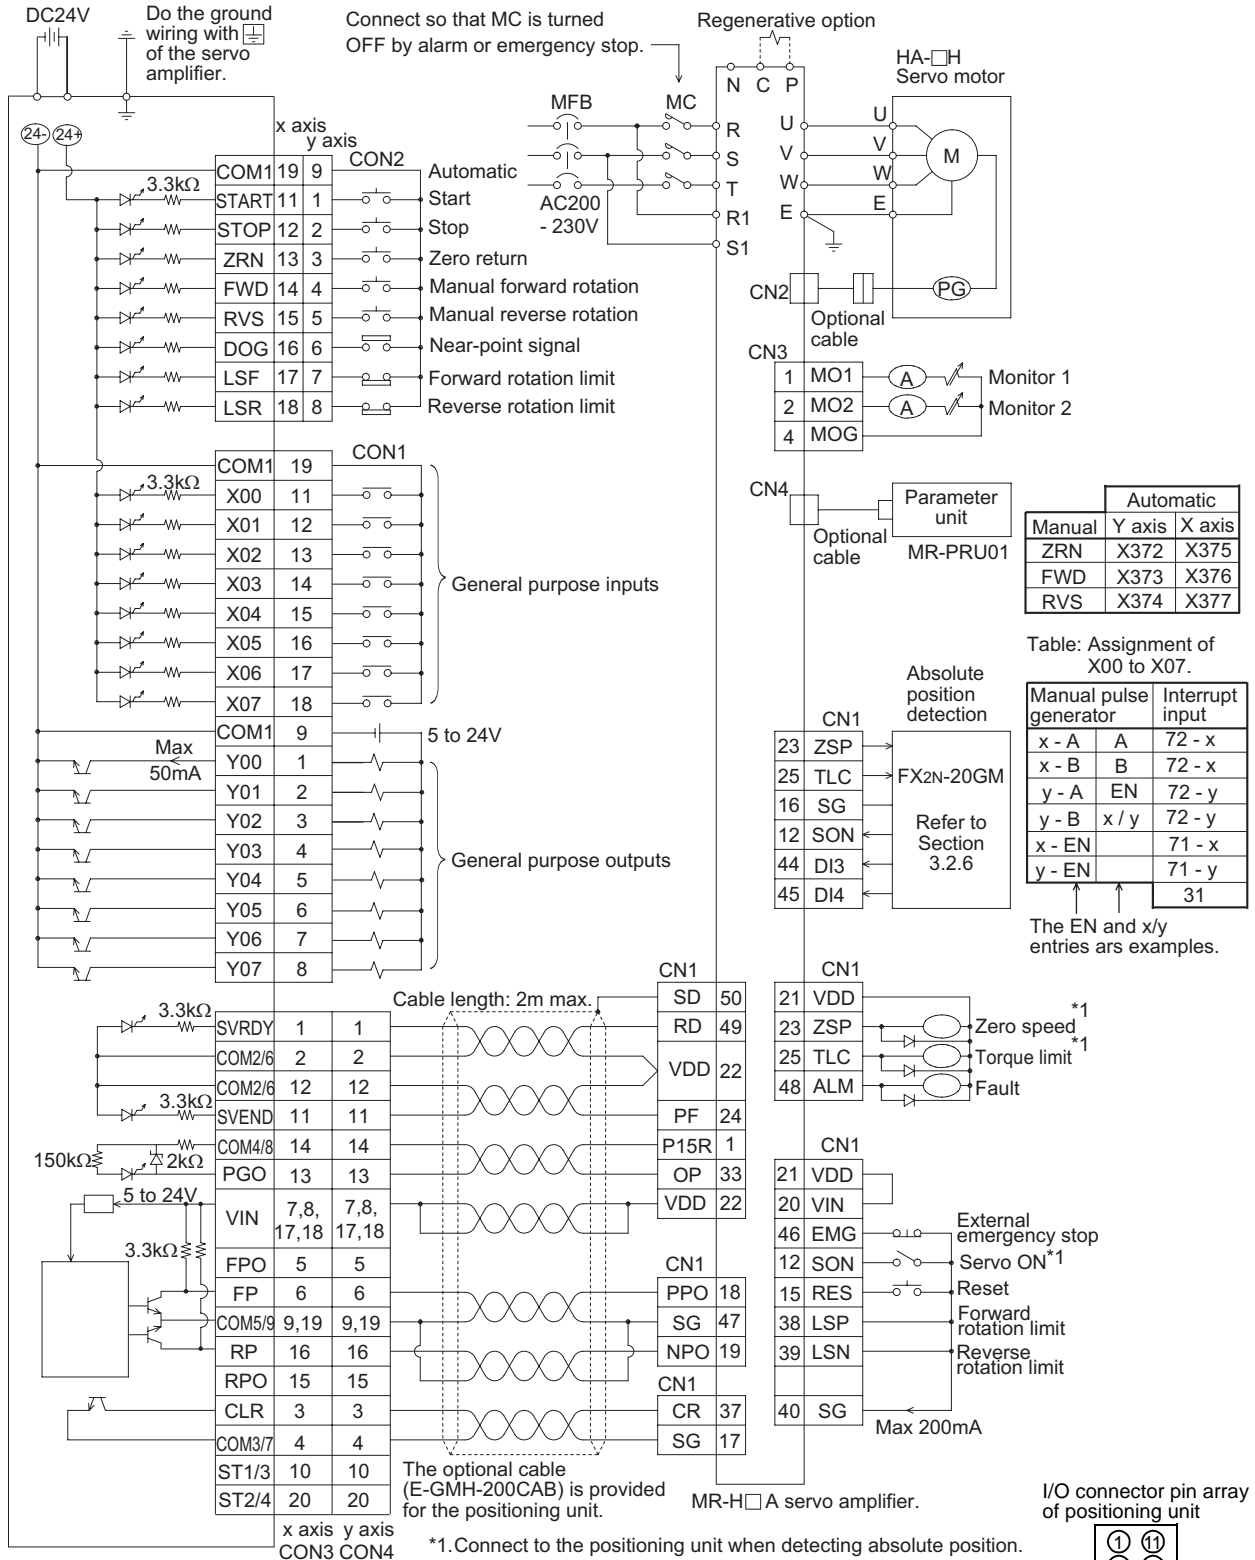 DC24V
Do the ground
wiring with
of the servo
amplifier.
Connect so that MC is turned
OFF by alarm or emergency stop.
Regenerative option
HA-□H
Servo motor
N C P
MFB
MC
24- 24+
x axis
y axis
CON2
R
S
T
R1
S1
U
V
W
E
U
V
W
E
M
AC200
- 230V
COM1 19 9 Automatic
3.3kΩ
START 11 1 Start
STOP 12 2 Stop
ZRN 13 3 Zero return
FWD 14 4 Manual forward rotation
RVS 15 5 Manual reverse rotation
DOG 16 6 Near-point signal
LSF 17 7 Forward rotation limit
LSR 18 8 Reverse rotation limit
CN2
PG
Optional
cable
CN3
1 MO1 A Monitor 1
2 MO2 A Monitor 2
4 MOG
CON1
COM1 19
3.3kΩ
X00 11
X01 12
X02 13
X03 14
X04 15
X05 16
X06 17
X07 18
General purpose inputs
CN4
Optional
cable
Parameter
unit
MR-PRU01
Automatic
Manual Y axis X axis
ZRN X372 X375
FWD X373 X376
RVS X374 X377
Table: Assignment of
X00 to X07.
Manual pulse generator Interrupt input
x - A A 72 - x
x - B B 72 - x
y - A EN 72 - y
y - B x / y 72 - y
x - EN 71 - x
y - EN 71 - y
31
The EN and x/y
entries ars examples.
COM1 9 5 to 24V
Max
50mA
Y00 1
Y01 2
Y02 3
Y03 4
Y04 5
Y05 6
Y06 7
Y07 8
General purpose outputs
Absolute
position
detection
CN1
23 ZSP
25 TLC
16 SG
12 SON
44 DI3
45 DI4
FX2N-20GM
Refer to
Section
3.2.6
Cable length: 2m max.
3.3kΩ
SVRDY 1 1
COM2/6 2 2
COM2/6 12 12
3.3kΩ
SVEND 11 11
COM4/8 14 14
150kΩ
2kΩ
PGO 13 13
5 to 24V
VIN 7,8, 17,18 7,8, 17,18
3.3kΩ
FPO 5 5
FP 6 6
COM5/9 9,19 9,19
RP 16 16
RPO 15 15
CLR 3 3
COM3/7 4 4
ST1/3 10 10
ST2/4 20 20
x axis y axis
CON3 CON4
CN1
SD 50
RD 49
VDD 22
PF 24
P15R 1
OP 33
VDD 22
CN1
PPO 18
SG 47
NPO 19
CN1
CR 37
SG 17
CN1
21 VDD
23 ZSP Zero speed *1
25 TLC Torque limit *1
48 ALM Fault
CN1
21 VDD
20 VIN
46 EMG External emergency stop
12 SON Servo ON*1
15 RES Reset
38 LSP Forward rotation limit
39 LSN Reverse rotation limit
40 SG
Max 200mA
The optional cable
(E-GMH-200CAB) is provided
for the positioning unit.
MR-H□ A servo amplifier.
*1.Connect to the positioning unit when detecting absolute position.
I/O connector pin array
of positioning unit
1 11